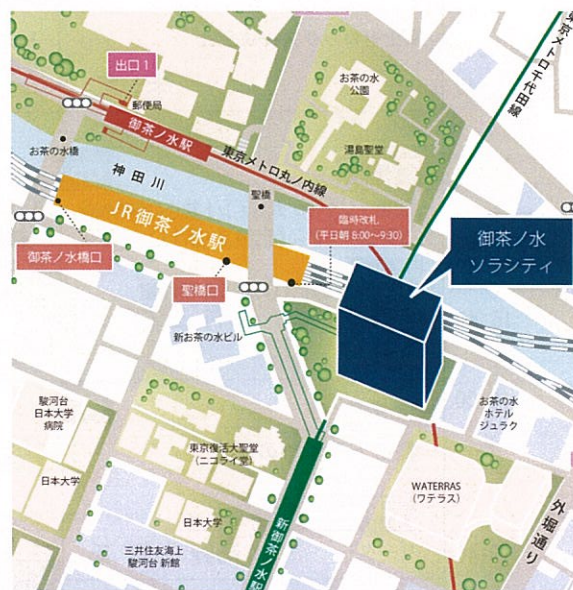 出口1
郵便局
お茶の水橋
御茶ノ水駅
東京メトロ丸ノ内線
お茶の水
公園
湯島聖堂
東京メトロ千代田線
神田川
聖橋
JR御茶ノ水駅
臨時改札
(平日朝 8:00〜9:30)
御茶ノ水
ソラシティ
御茶ノ水橋口
聖橋口
新お茶の水ビル
駿河台
日本大学
病院
東京復活大聖堂
(ニコライ堂)
お茶の水
ホテル
ジュラク
日本大学
日本大学
WATERRAS
(ワテラス)
外堀通り
三井住友海上
駿河台 新館
新御茶ノ水駅